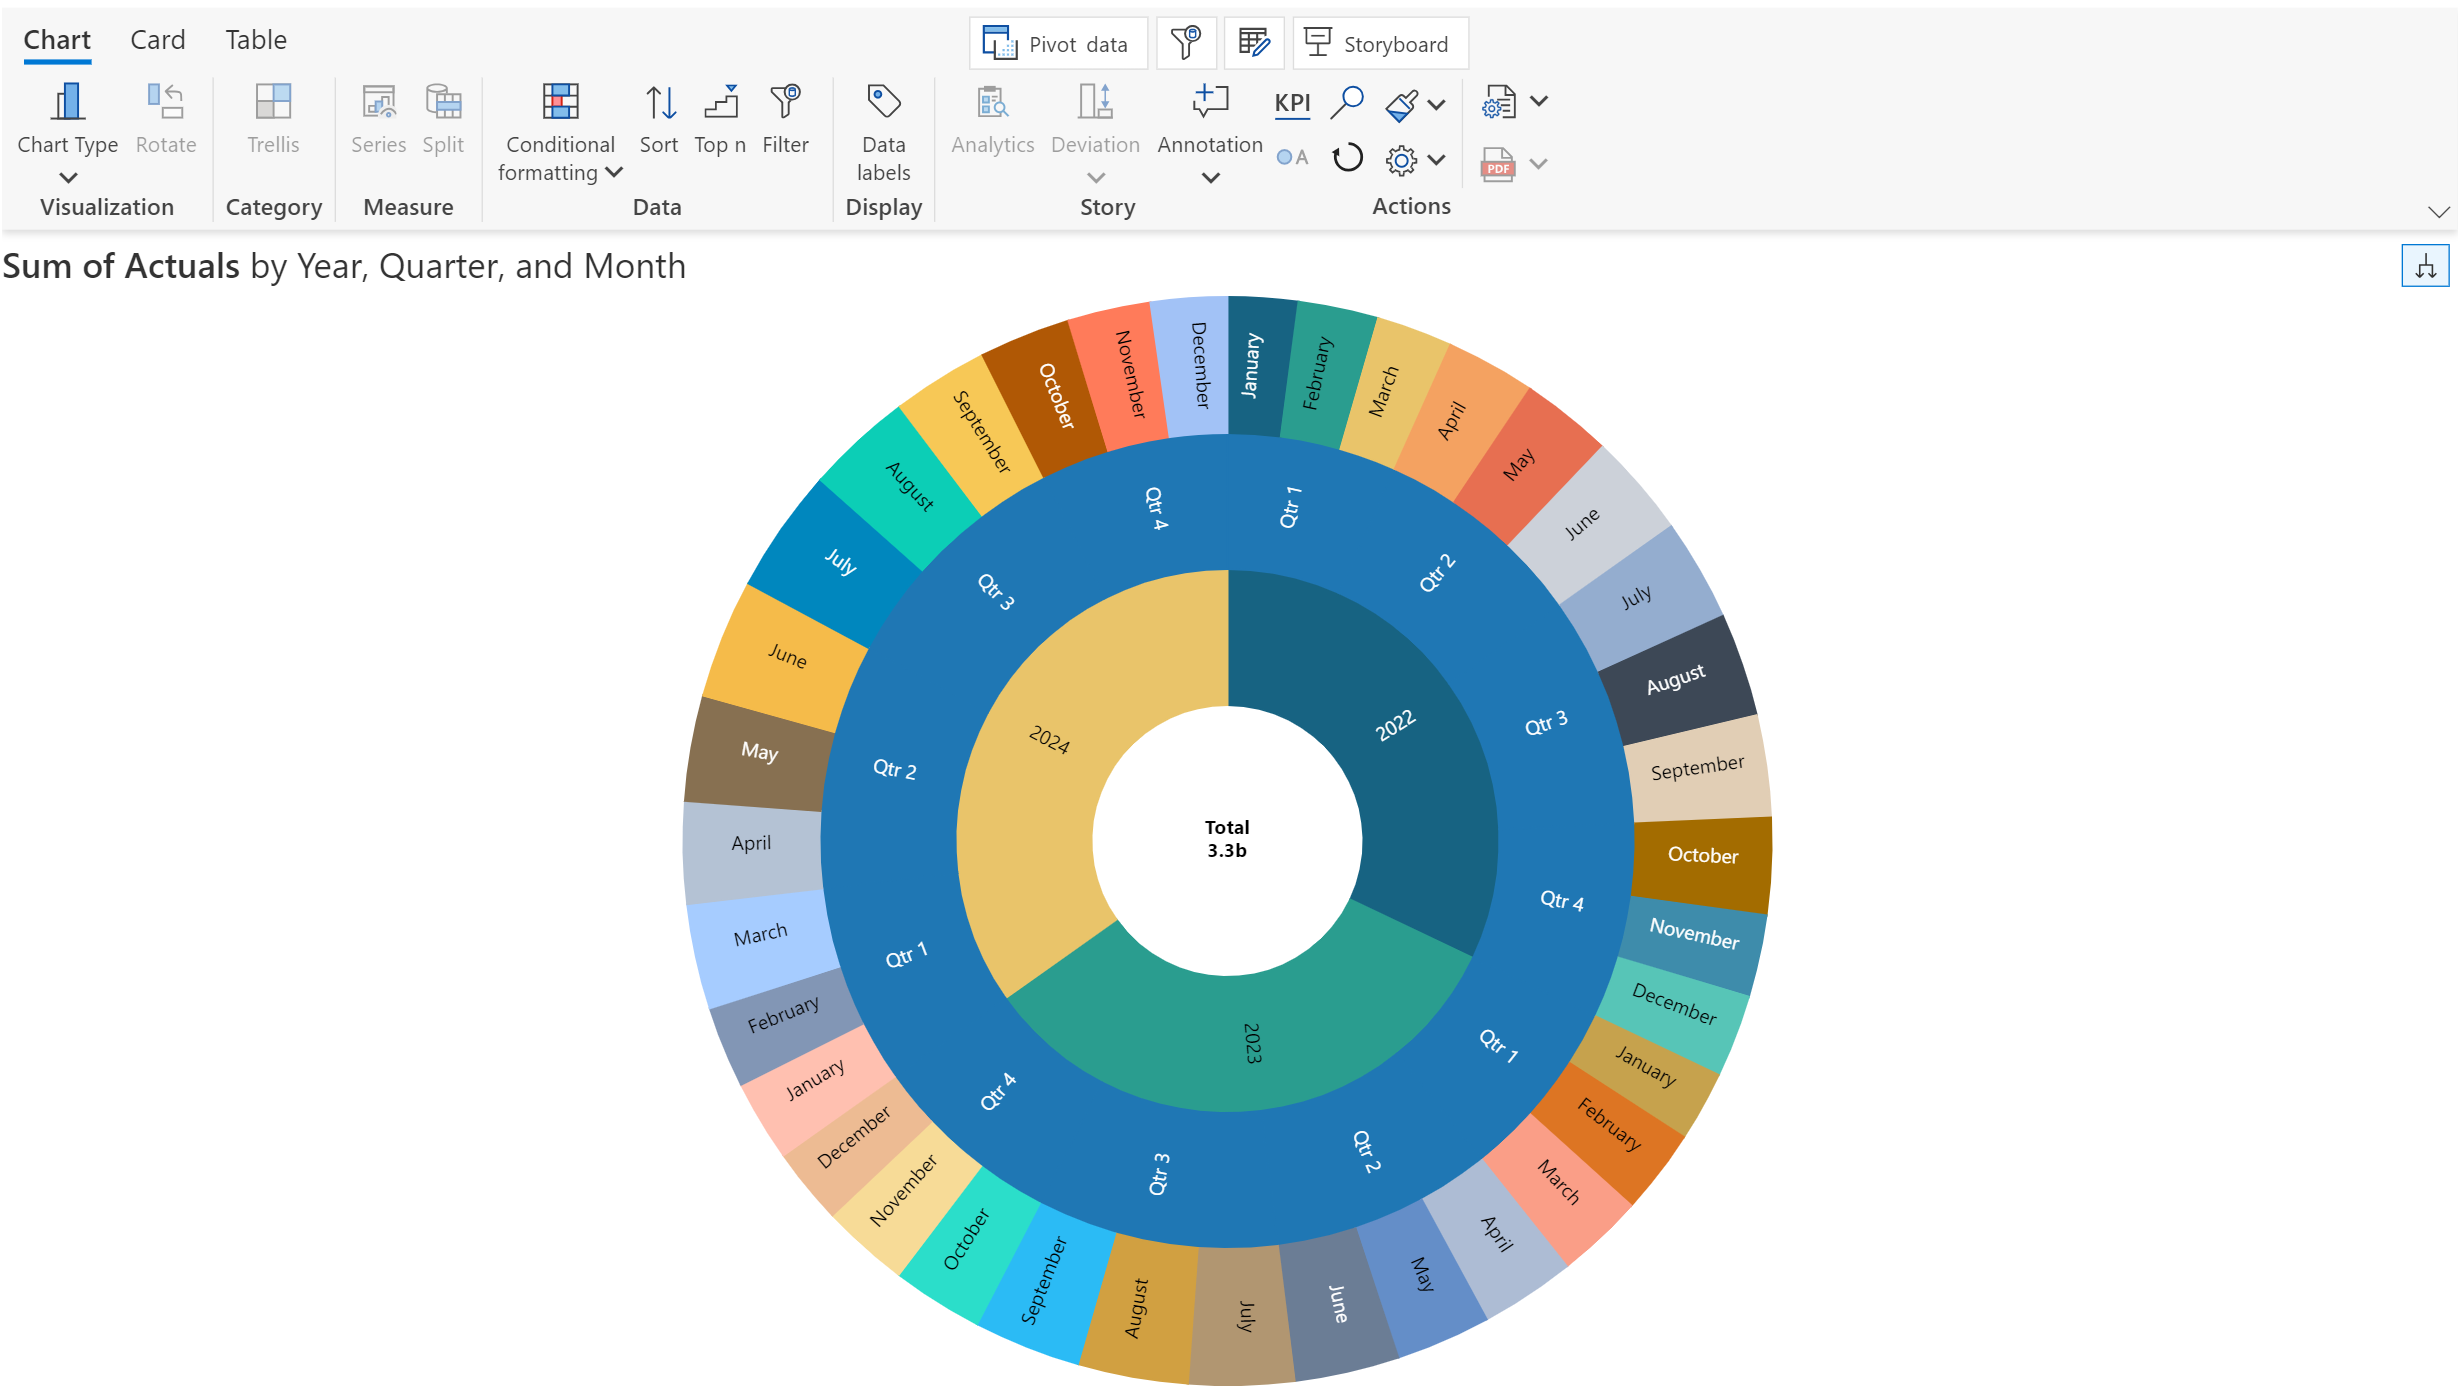 Chart Card Table
Pivot data
Storyboard
Chart Type
Rotate
Trellis
Series
Split
Conditional
formatting
Sort
Top n
Filter
Data
labels
Analytics
Deviation
Annotation
KPI
A
PDF
Visualization
Category
Measure
Data
Display
Story
Actions
Sum of Actuals by Year, Quarter, and Month
January
February
March
April
May
June
July
August
September
October
November
December
January
February
March
April
May
June
July
August
September
October
November
December
January
February
March
April
May
June
July
August
September
October
November
December
Qtr 1
Qtr 2
Qtr 3
Qtr 4
Qtr 1
Qtr 2
Qtr 3
Qtr 4
Qtr 1
Qtr 2
Qtr 3
Qtr 4
2022
2023
2024
Total
3.3b